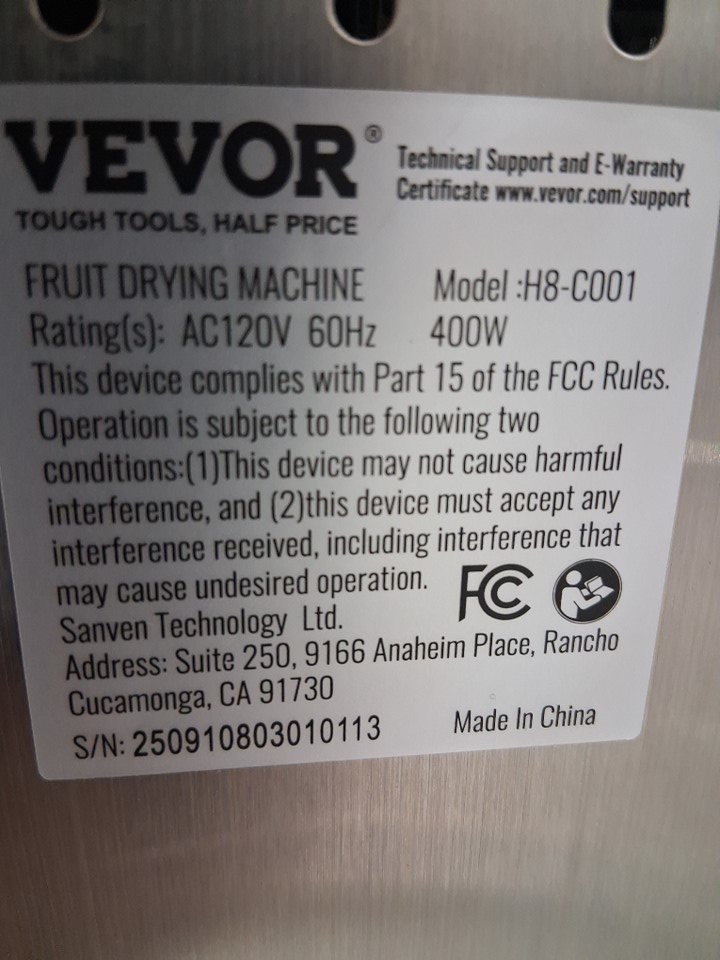 VEVOR®
TOUGH TOOLS, HALF PRICE
Technical Support and E-Warranty
Certificate www.vevor.com/support
FRUIT DRYING MACHINE Model :H8-C001
Rating(s): AC120V 60Hz 400W
This device complies with Part 15 of the FCC Rules.
Operation is subject to the following two
conditions:(1)This device may not cause harmful
interference, and (2)this device must accept any
interference received, including interference that
may cause undesired operation.
FC
Sanven Technology Ltd.
Address: Suite 250, 9166 Anaheim Place, Rancho
Cucamonga, CA 91730
S/N: 250910803010113 Made In China